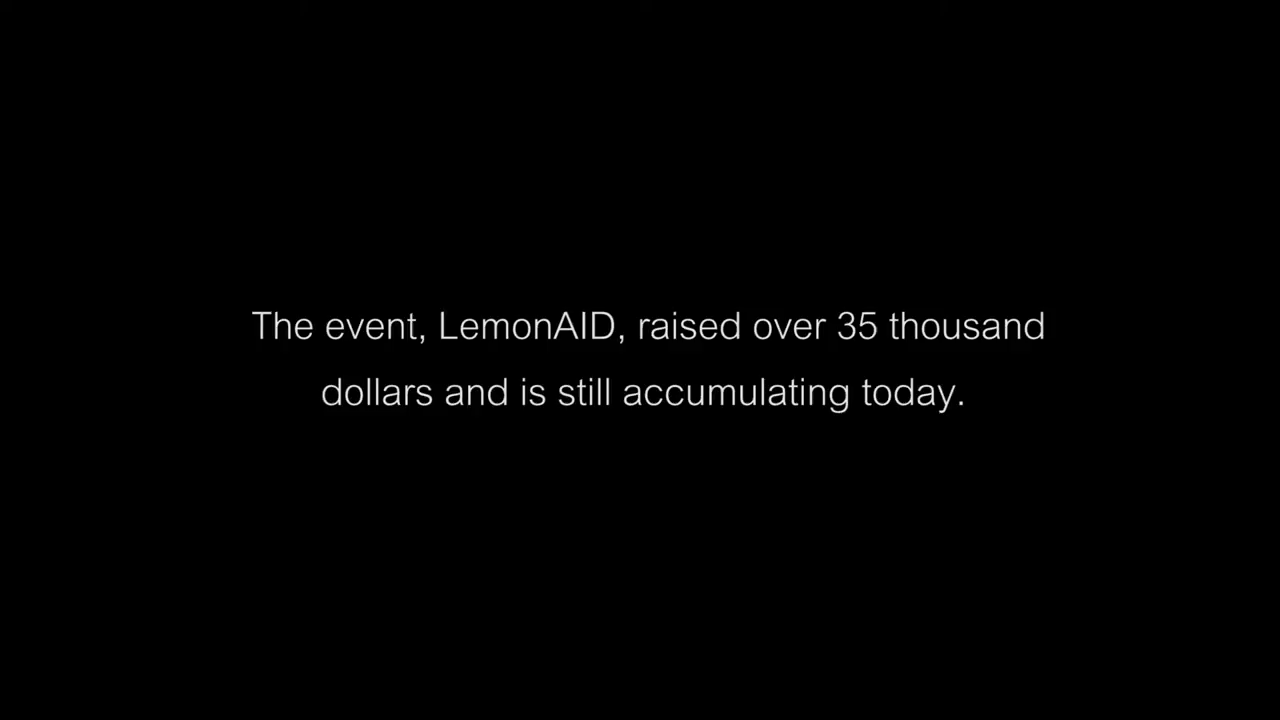 The event, LemonAID, raised over 35 thousand
dollars and is still accumulating today.